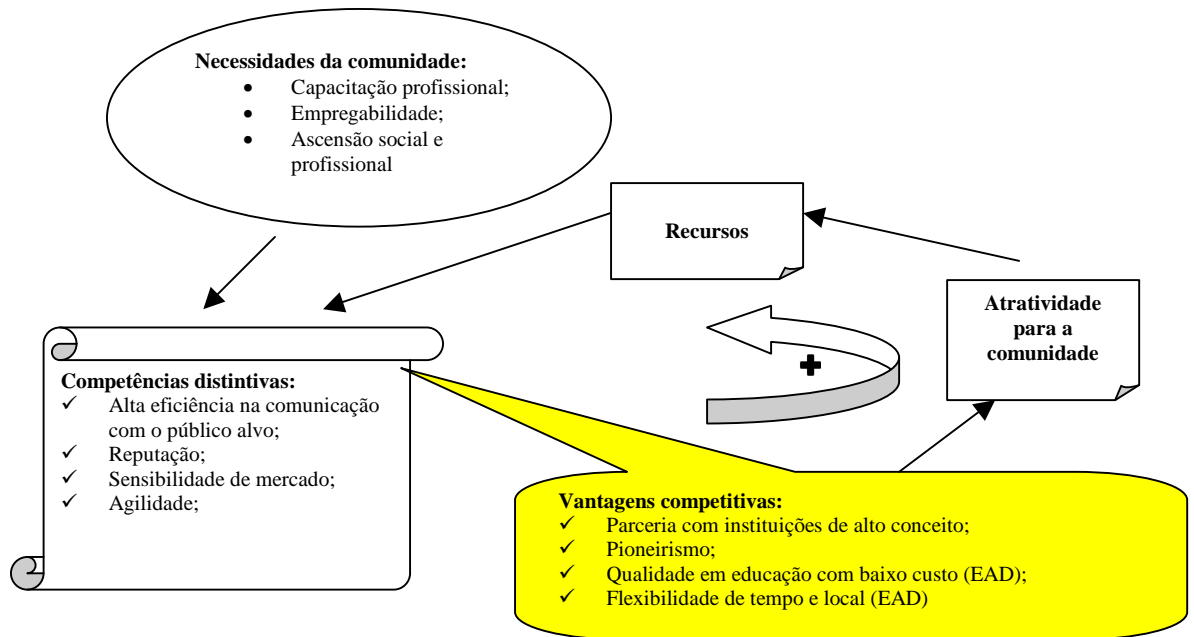 Necessidades da comunidade:
• Capacitação profissional;
• Empregabilidade;
• Ascensão social e
profissional
Recursos
Atratividade
para a
comunidade
Competências distintivas:
✓ Alta eficiência na comunicação
com o público alvo;
✓ Reputação;
✓ Sensibilidade de mercado;
✓ Agilidade;
Vantagens competitivas:
✓ Parceria com instituições de alto conceito;
✓ Pioneirismo;
✓ Qualidade em educação com baixo custo (EAD);
✓ Flexibilidade de tempo e local (EAD)